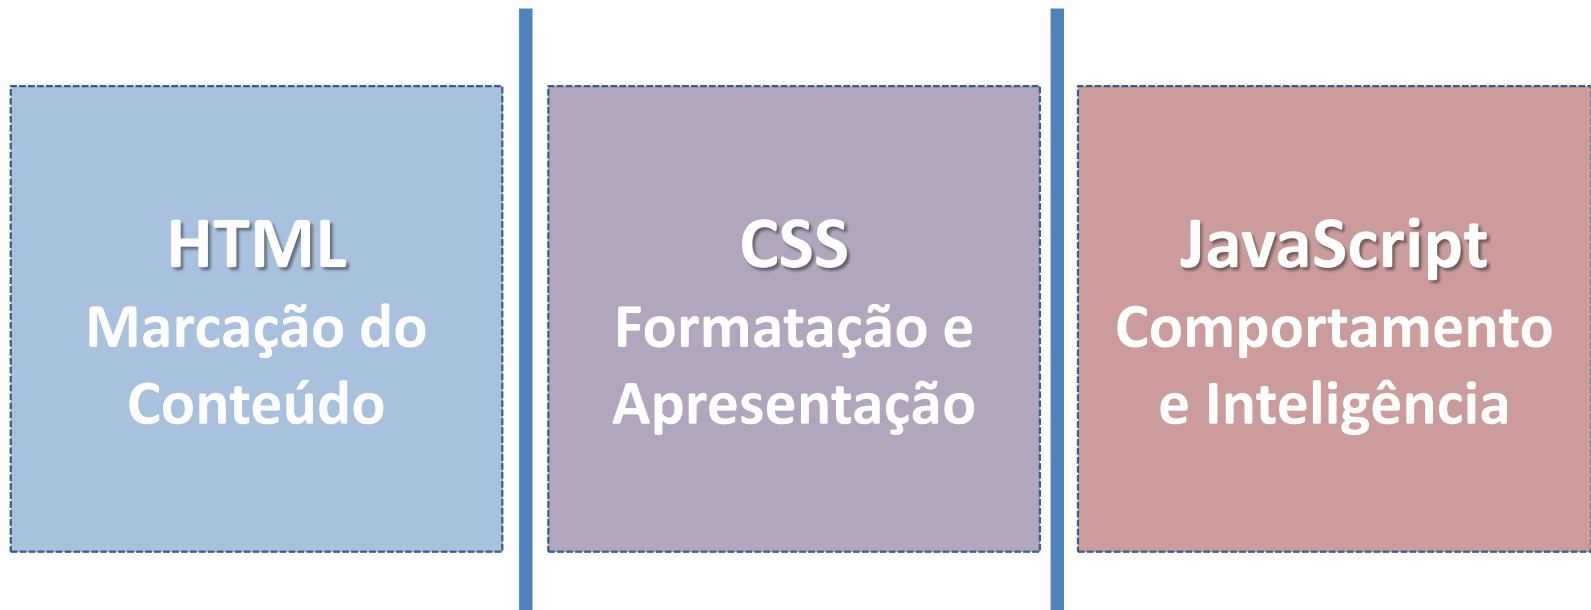 HTML
Marcação do
Conteúdo
CSS
Formatação e
Apresentação
JavaScript
Comportamento
e Inteligência